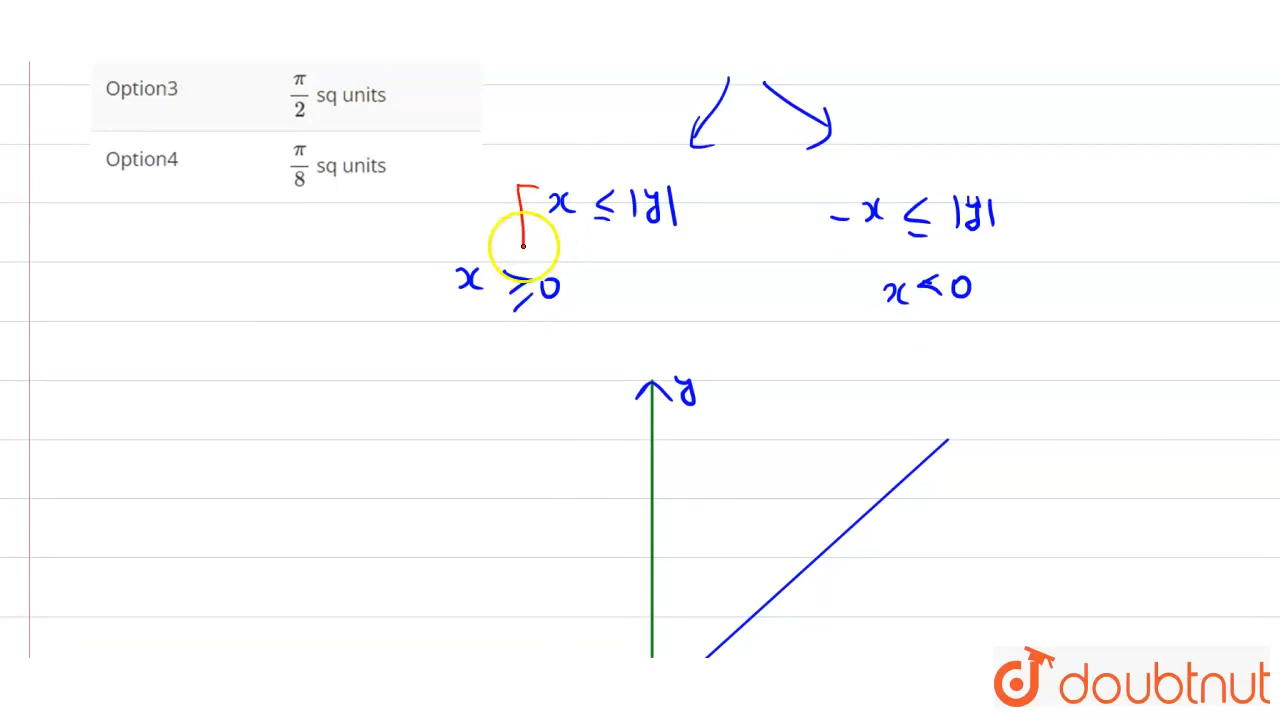 Option3 π/2 sq units
Option4 π/8 sq units
x ≤ |y|
-x ≤ |y|
x ≥ 0
x < 0
y
doubtnut